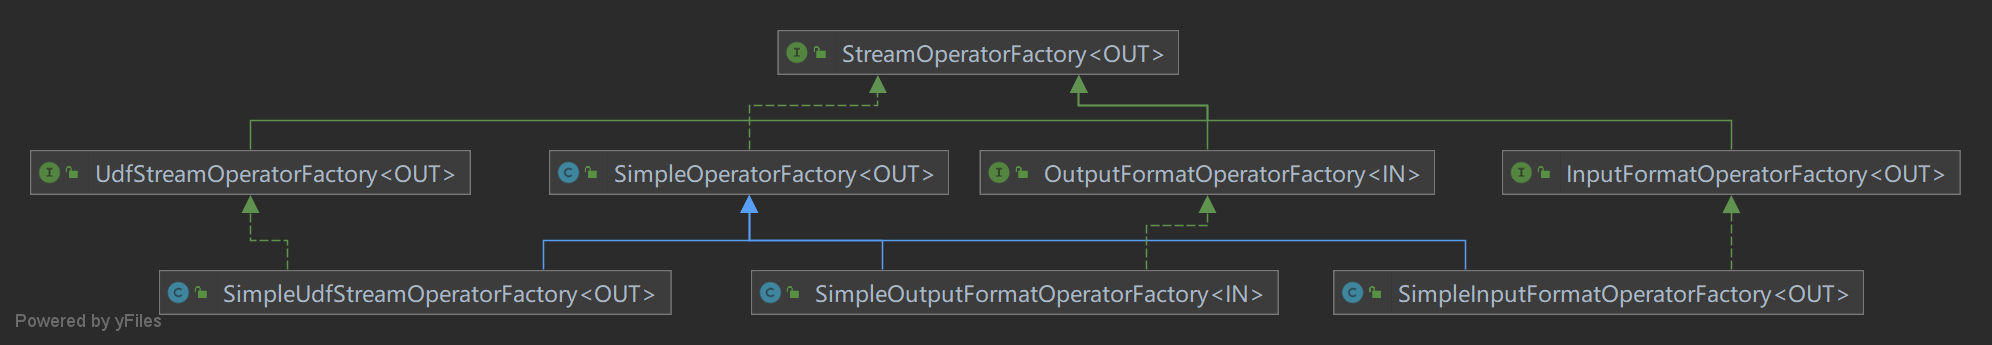 I StreamOperatorFactory<OUT>
I UdfStreamOperatorFactory<OUT>
C SimpleOperatorFactory<OUT>
I OutputFormatOperatorFactory<IN>
I InputFormatOperatorFactory<OUT>
C SimpleUdfStreamOperatorFactory<OUT>
C SimpleOutputFormatOperatorFactory<IN>
C SimpleInputFormatOperatorFactory<OUT>
Powered by yFiles